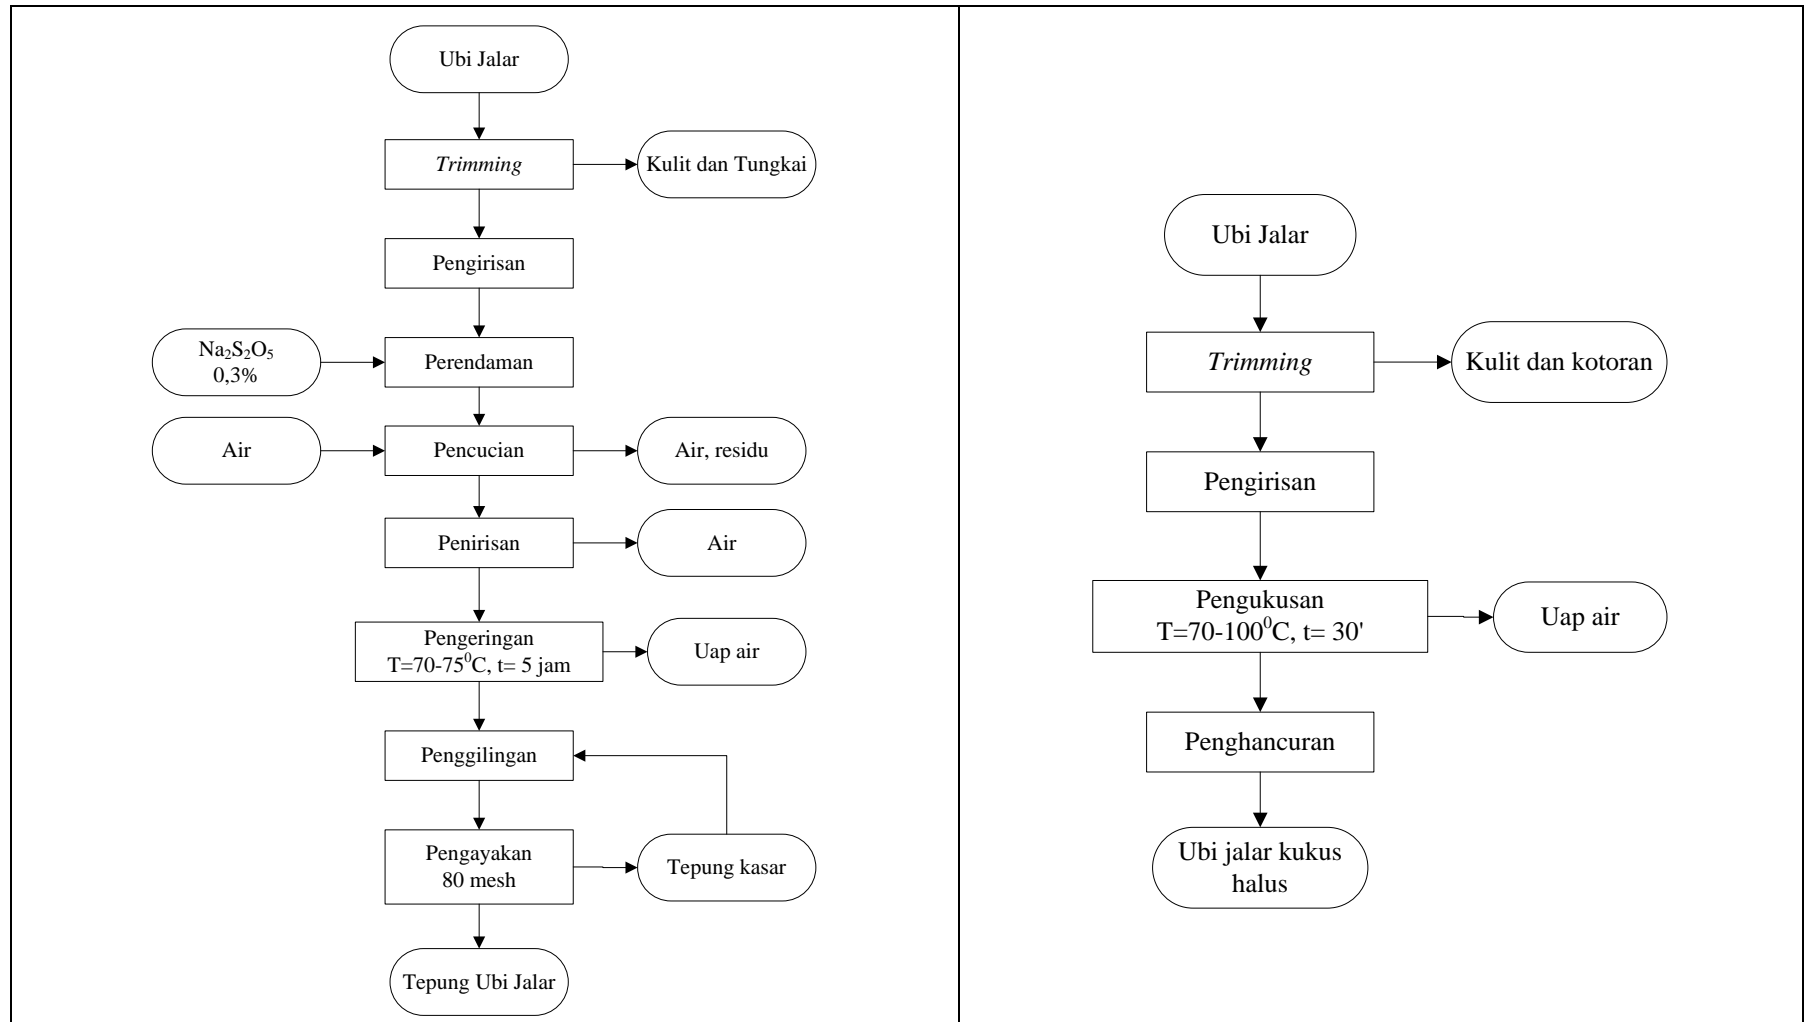 Ubi Jalar
Trimming
Kulit dan Tungkai
Pengirisan
Na₂S₂O₅
0,3%
Perendaman
Air
Pencucian
Air, residu
Penirisan
Air
Pengeringan
T=70-75⁰C, t= 5 jam
Uap air
Penggilingan
Pengayakan
80 mesh
Tepung kasar
Tepung Ubi Jalar
Ubi Jalar
Trimming
Kulit dan kotoran
Pengirisan
Pengukusan
T=70-100⁰C, t= 30'
Uap air
Penghancuran
Ubi jalar kukus
halus